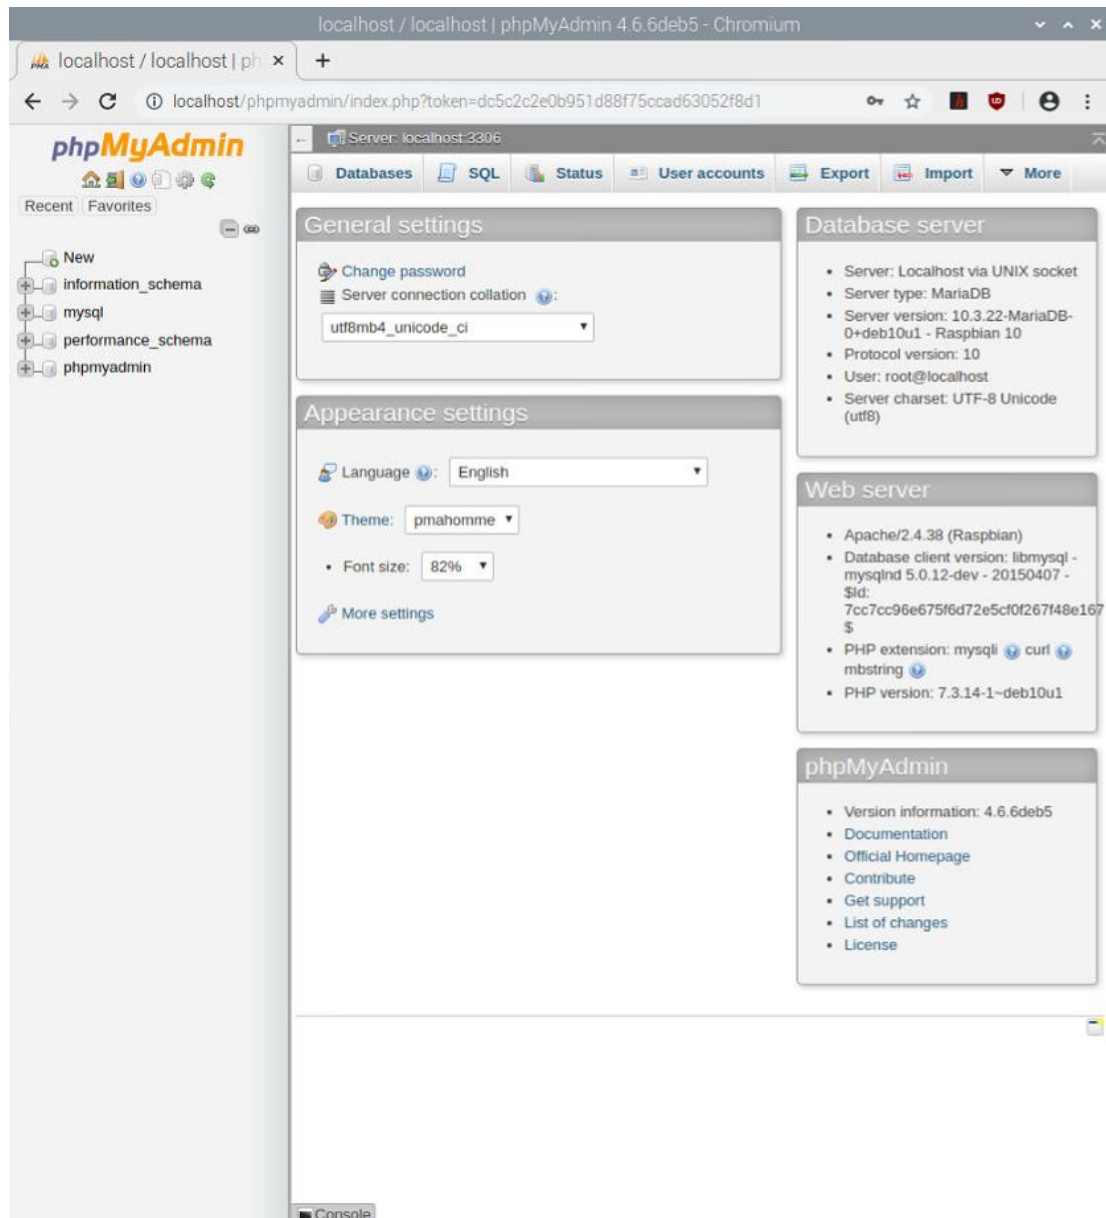 localhost / localhost | phpMyAdmin 4.6.6deb5 - Chromium
localhost / localhost | ph
localhost/phpmyadmin/index.php?token=dc5c2c2e0b951d88f75ccad63052f8d1
phpMyAdmin
Recent Favorites
New
information_schema
mysql
performance_schema
phpmyadmin
Server: localhost:3306
Databases SQL Status User accounts Export Import More
General settings
Change password
Server connection collation :
utf8mb4_unicode_ci
Appearance settings
Language : English
Theme: pmahomme
• Font size: 82%
More settings
Database server
• Server: Localhost via UNIX socket
• Server type: MariaDB
• Server version: 10.3.22-MariaDB-
0+deb10u1 - Raspbian 10
• Protocol version: 10
• User: root@localhost
• Server charset: UTF-8 Unicode
(utf8)
Web server
• Apache/2.4.38 (Raspbian)
• Database client version: libmysql -
mysqlnd 5.0.12-dev - 20150407 -
$Id:
7cc7cc96e675f6d72e5cf0f267f48e167
$
• PHP extension: mysqli curl
mbstring
• PHP version: 7.3.14-1~deb10u1
phpMyAdmin
• Version information: 4.6.6deb5
• Documentation
• Official Homepage
• Contribute
• Get support
• List of changes
• License
Console